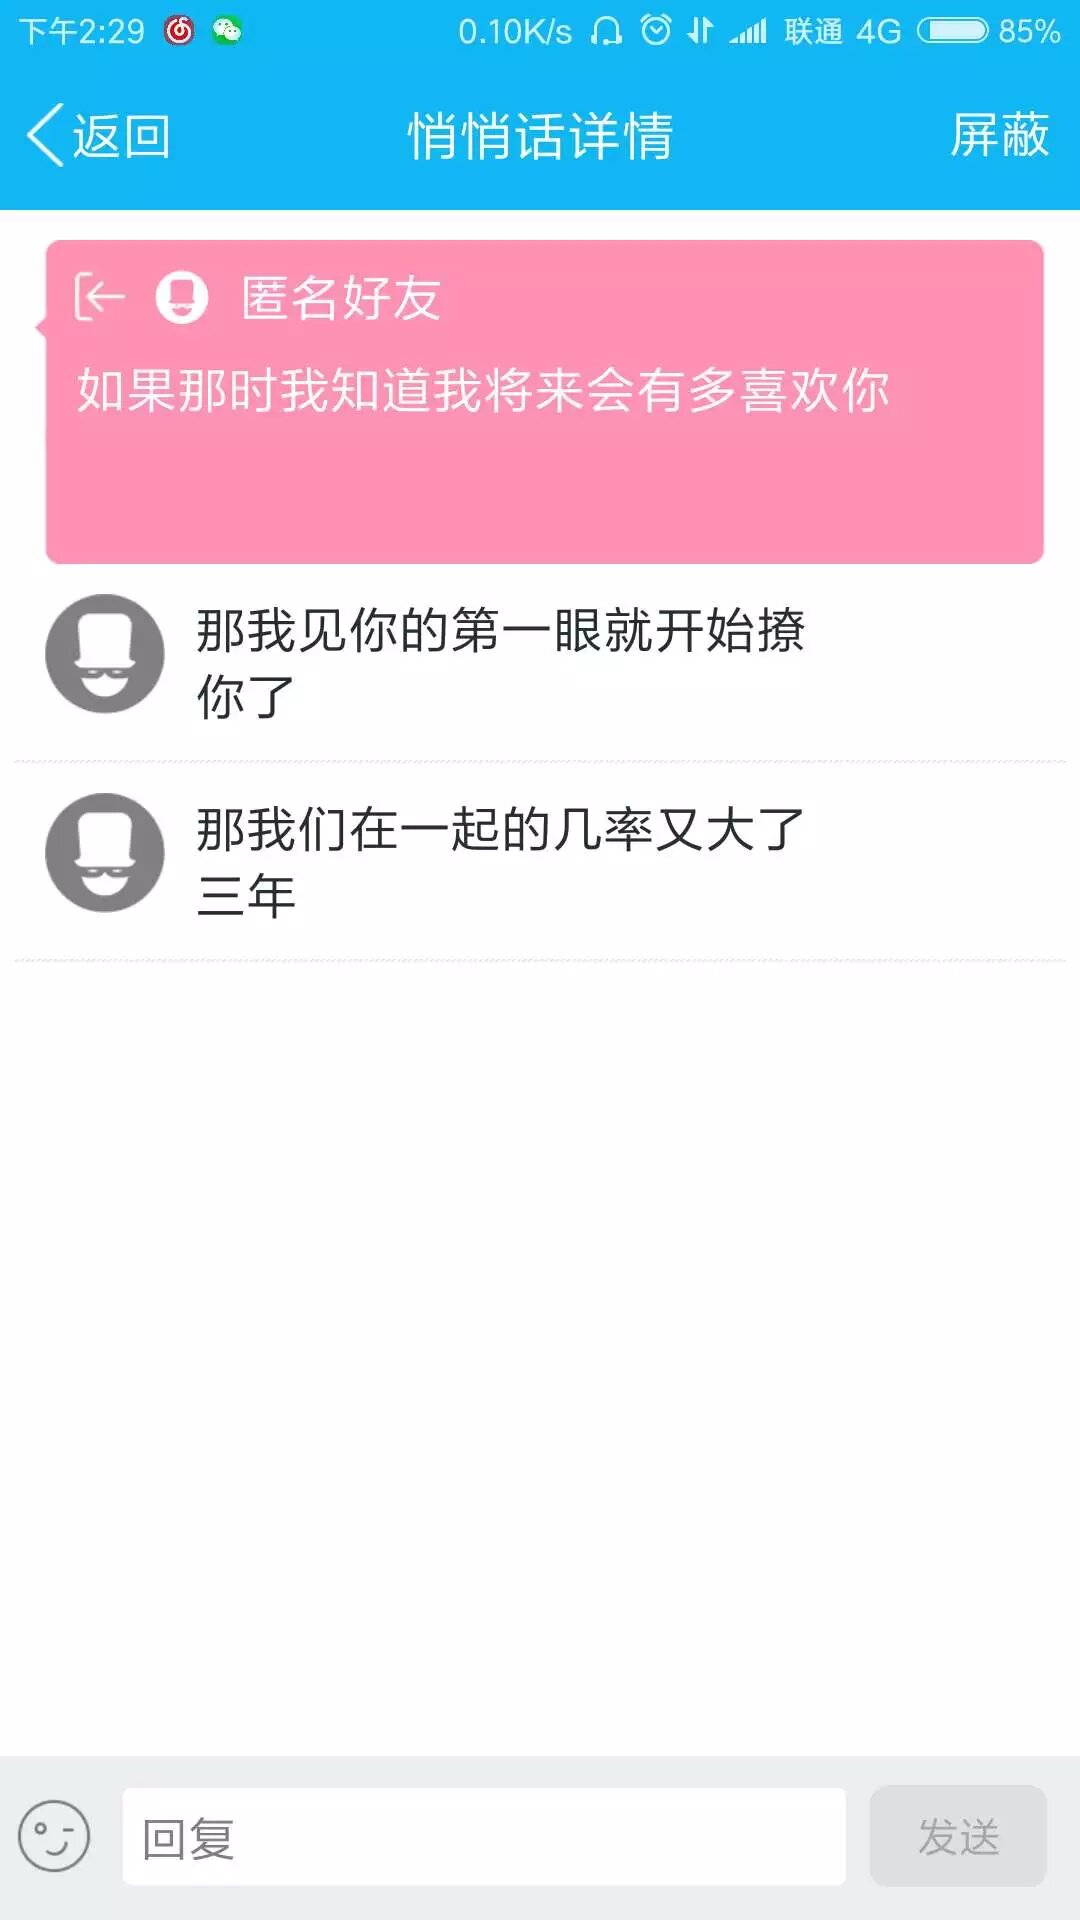 下午2:29 0.10K/s 联通 4G 85%
返回 悄悄话详情 屏蔽
匿名好友
如果那时我知道我将来会有多喜欢你
那我见你的第一眼就开始撩
你了
那我们在一起的几率又大了
三年
回复 发送